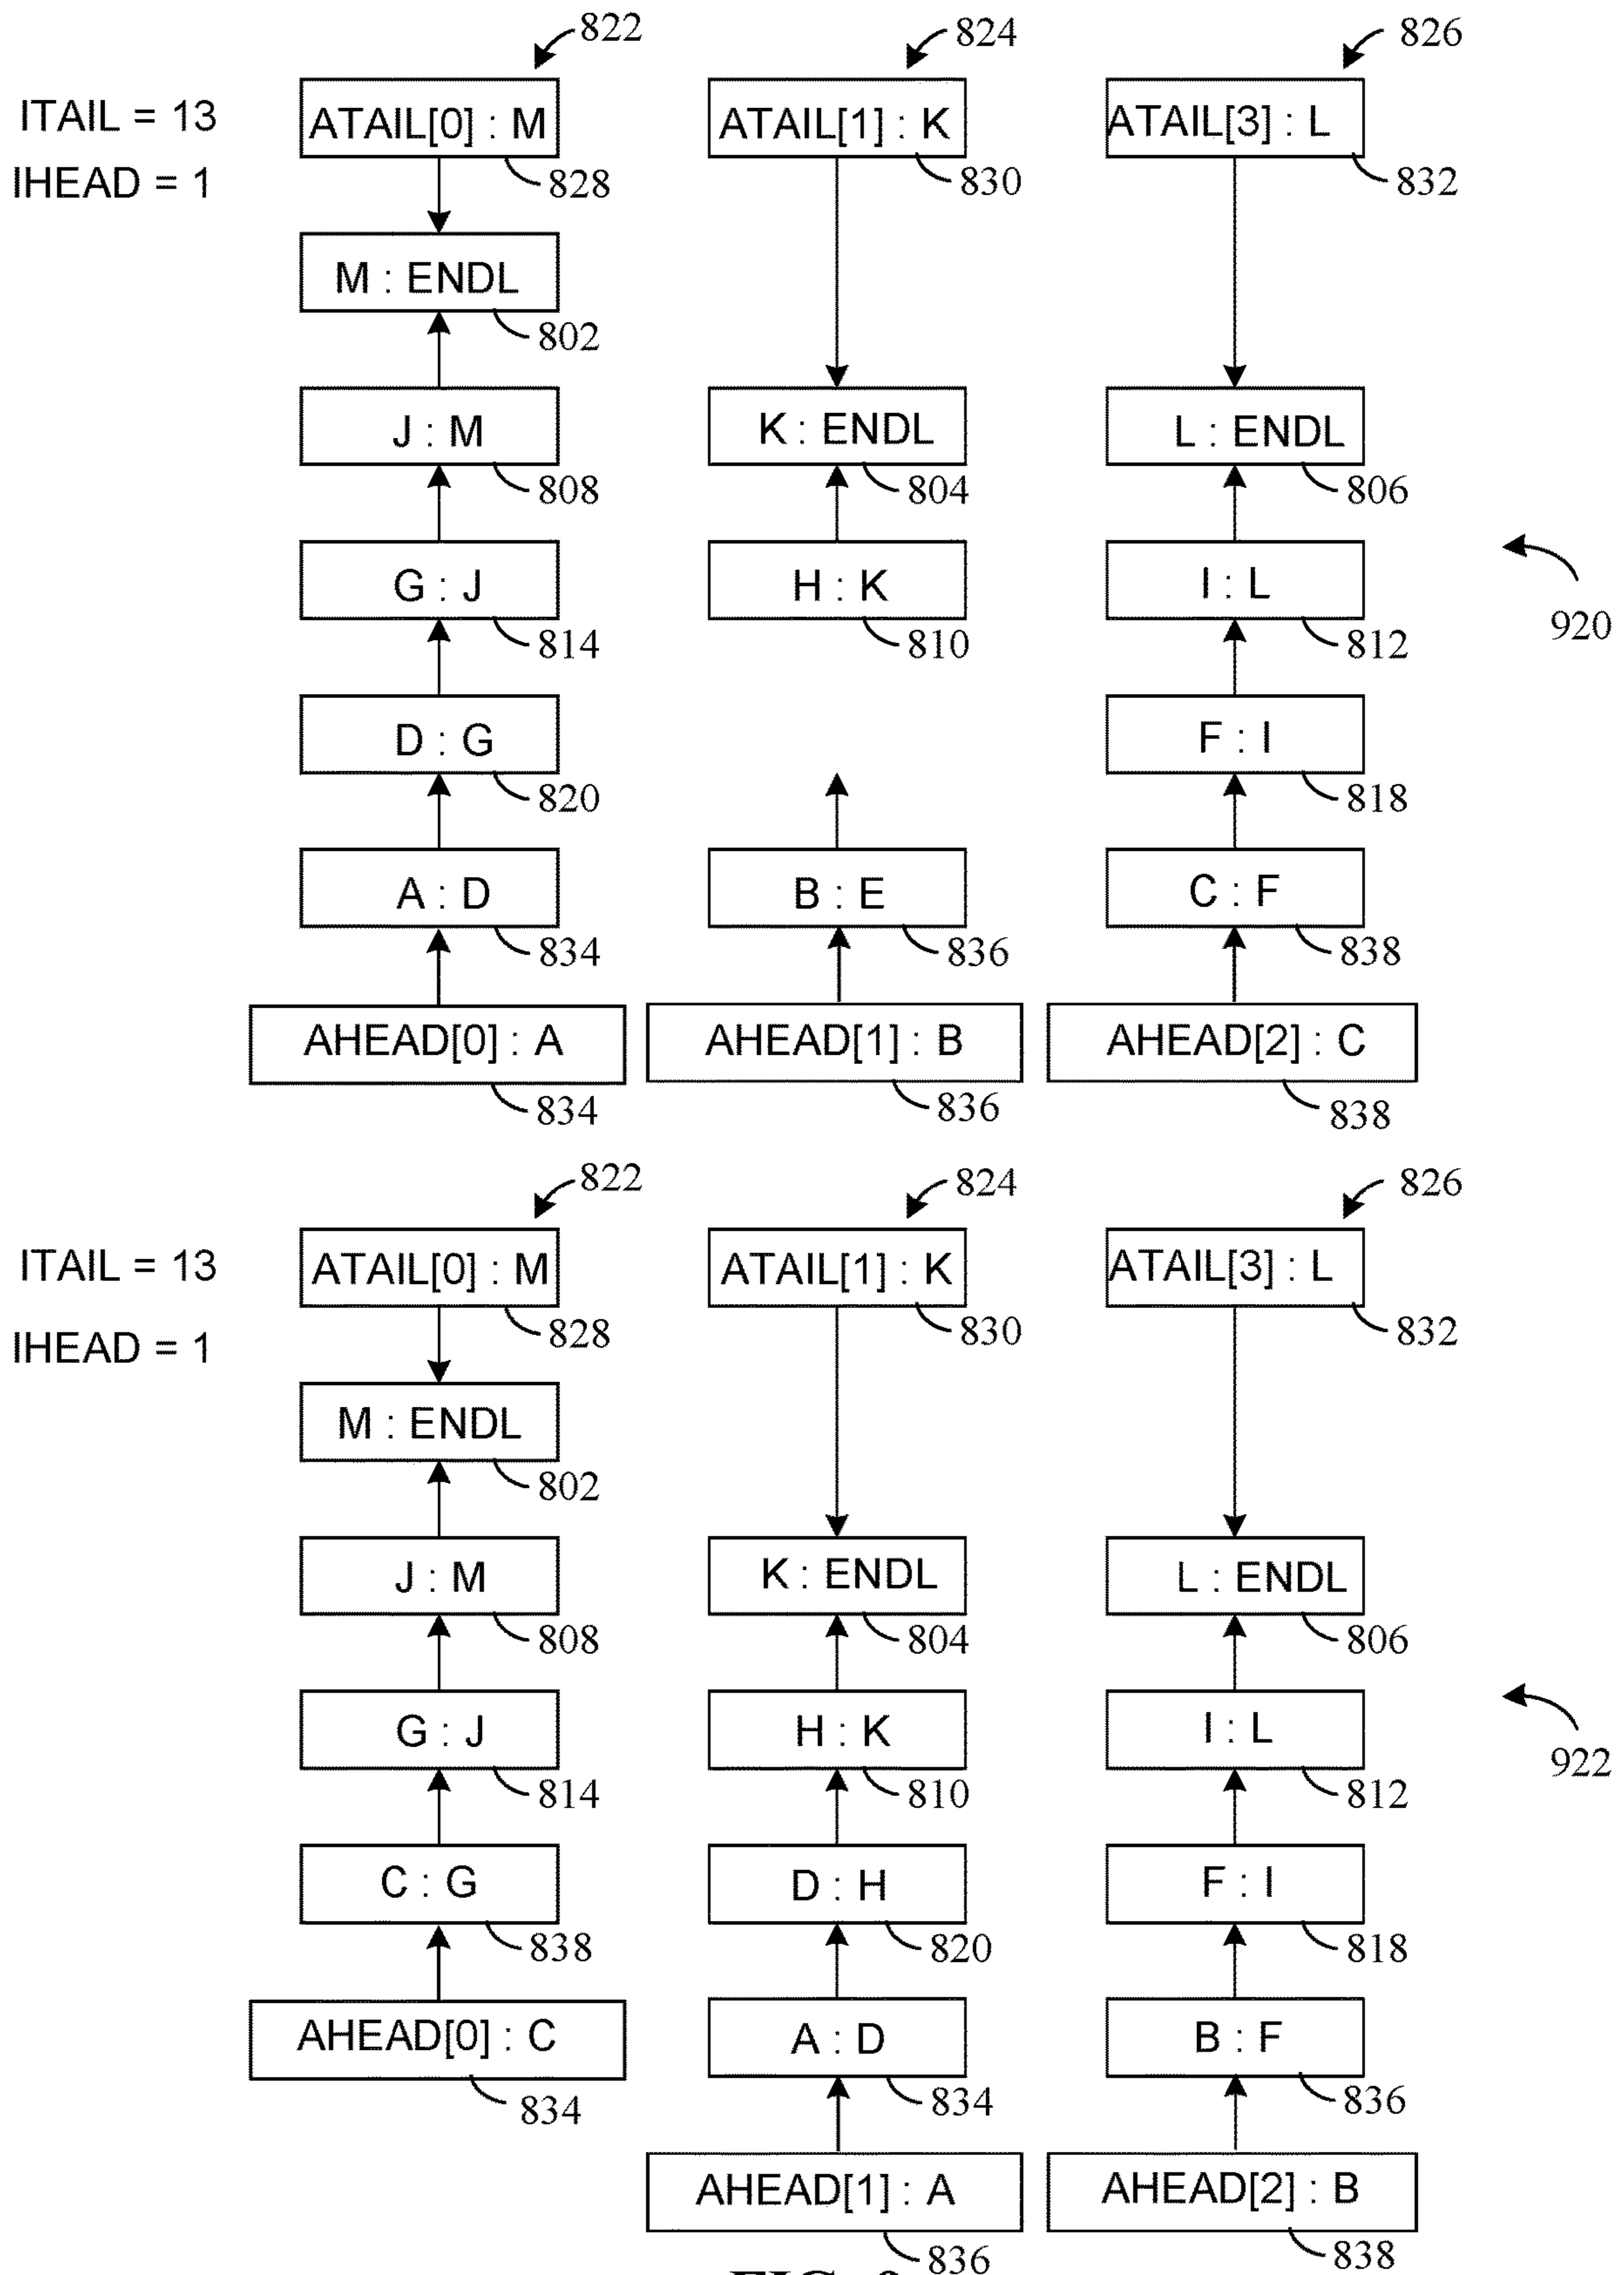 822 824 826
ITAIL = 13 ATAIL[0] : M ATAIL[1] : K ATAIL[3] : L
IHEAD = 1 828 830 832
M : ENDL
802
J : M K : ENDL L : ENDL
808 804 806
G : J H : K I : L
814 810 812 920
D : G F : I
820 818
A : D B : E C : F
834 836 838
AHEAD[0] : A AHEAD[1] : B AHEAD[2] : C
834 836 838
822 824 826
ITAIL = 13 ATAIL[0] : M ATAIL[1] : K ATAIL[3] : L
IHEAD = 1 828 830 832
M : ENDL
802
J : M K : ENDL L : ENDL
808 804 806
G : J H : K I : L
814 810 812 922
C : G D : H F : I
838 820 818
AHEAD[0] : C A : D B : F
834 834 836
AHEAD[1] : A AHEAD[2] : B
836 838